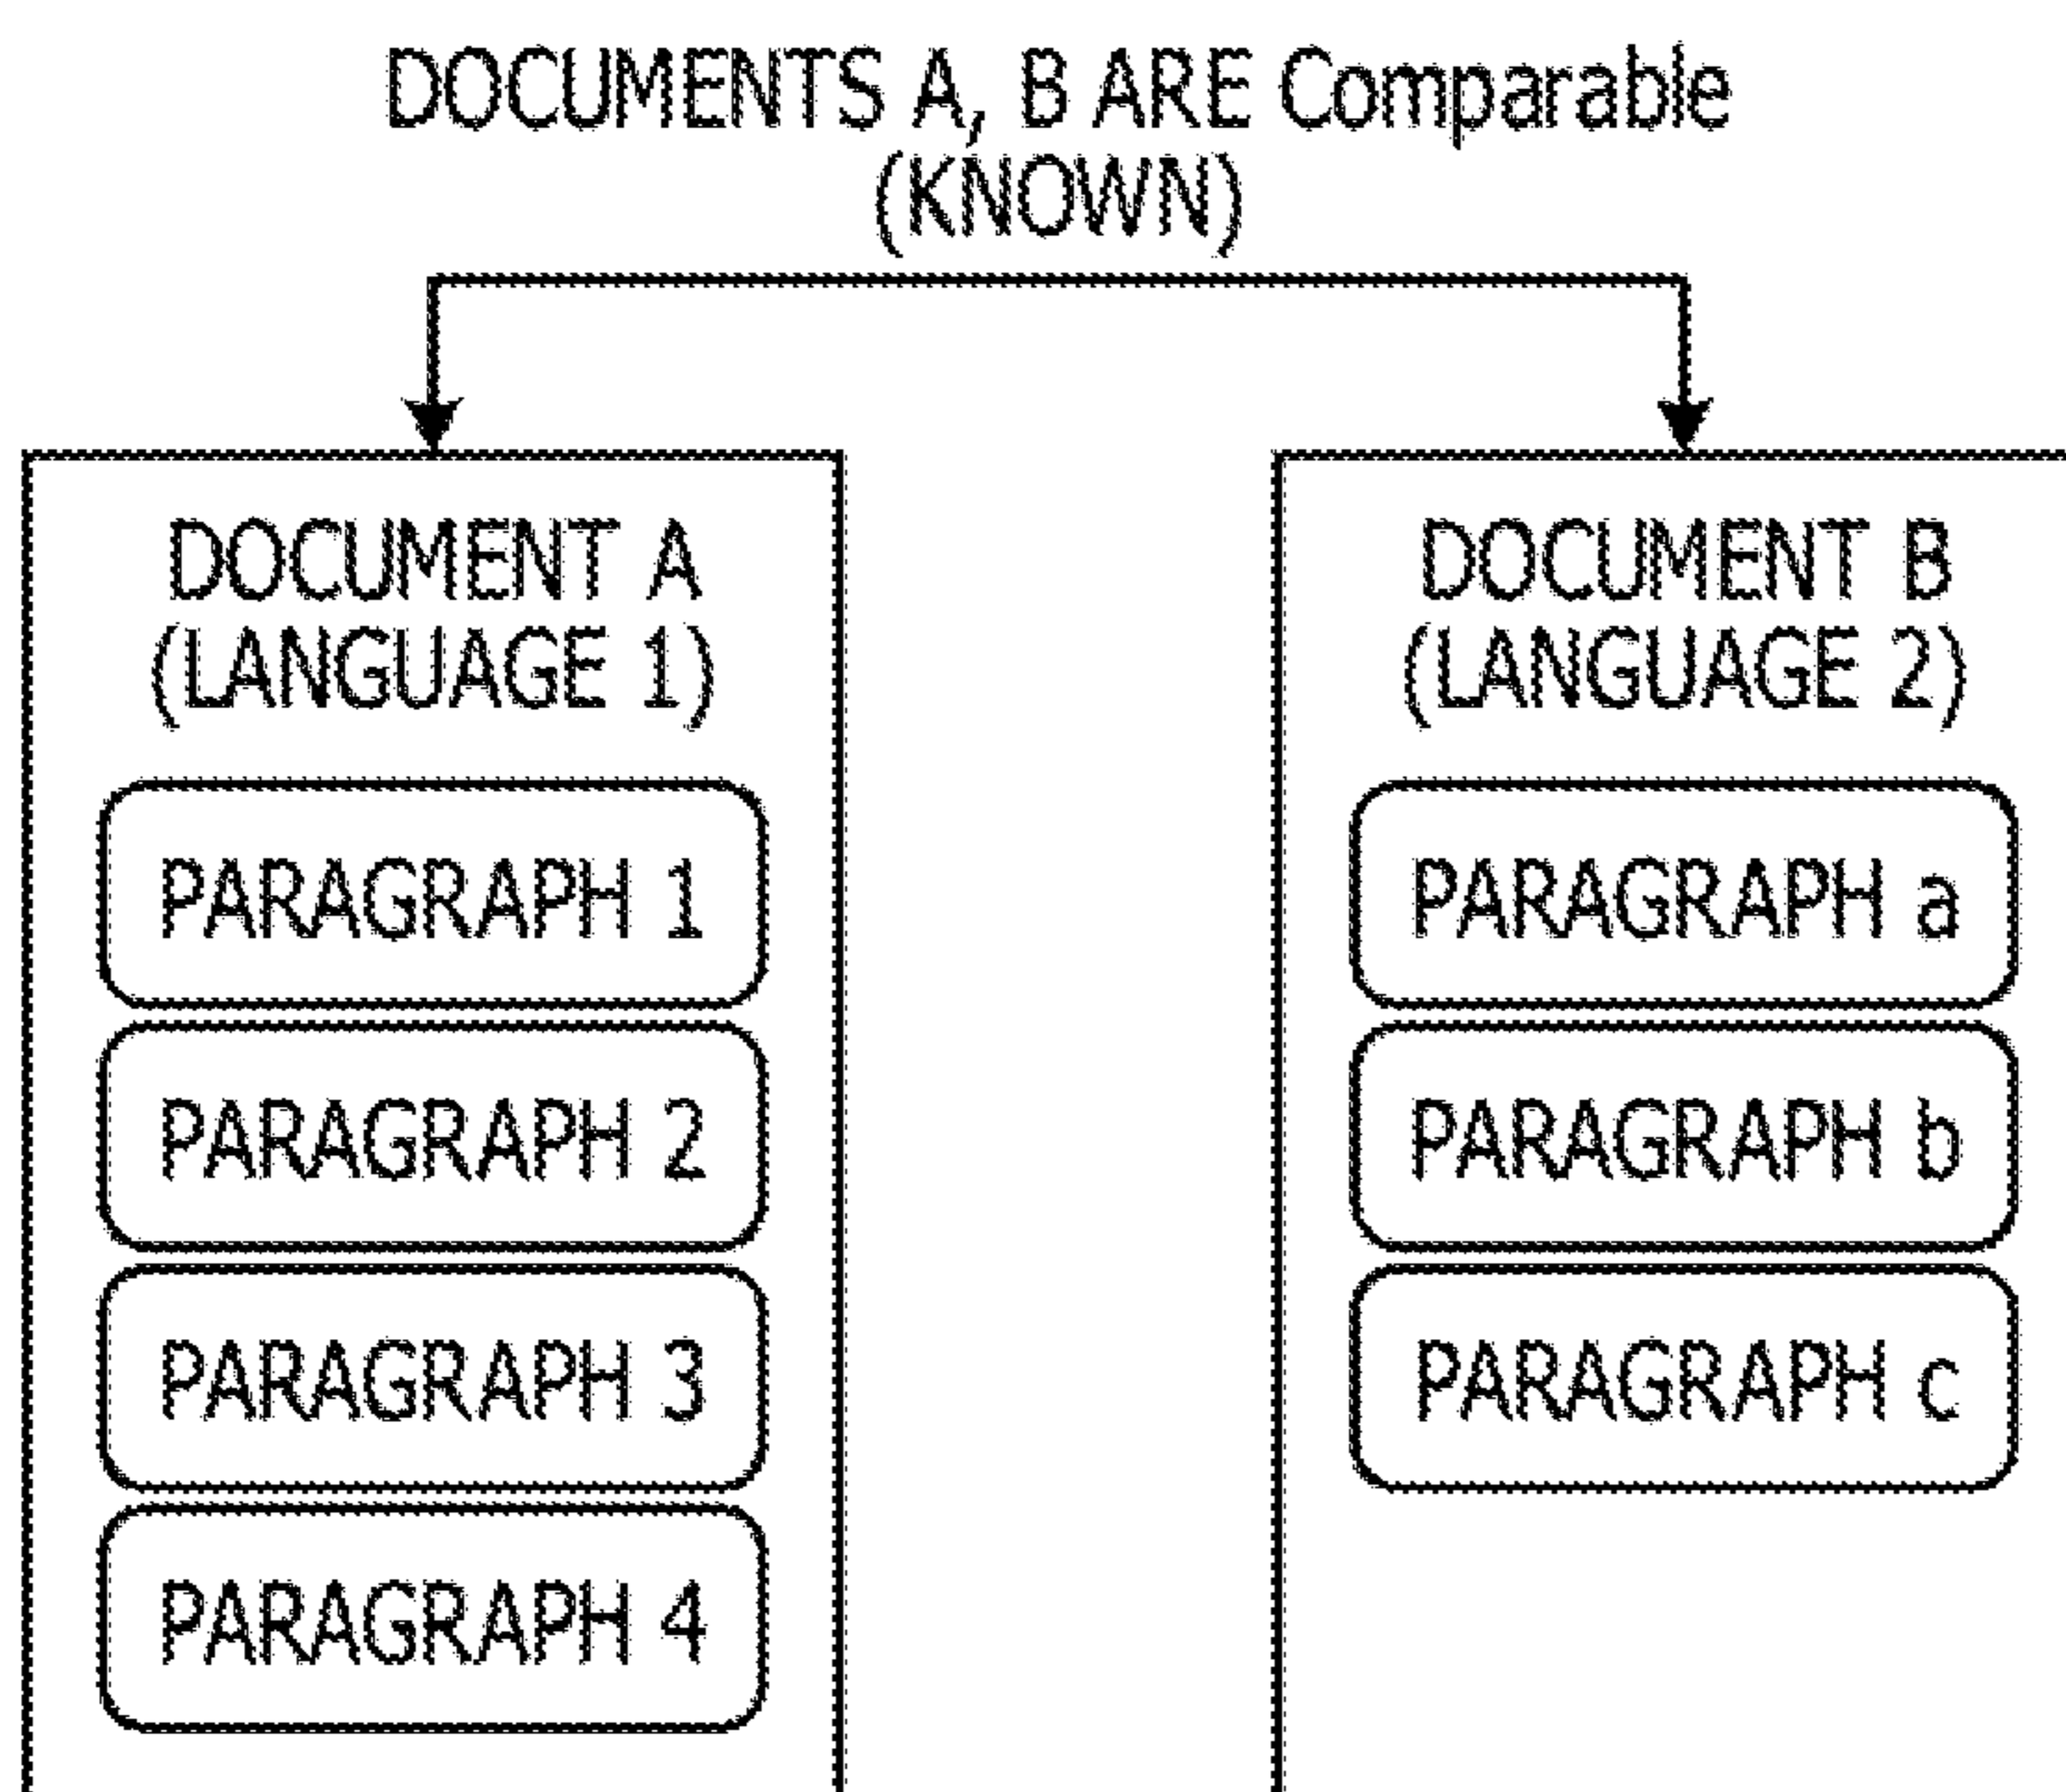 DOCUMENTS A, B ARE Comparable
(KNOWN)
DOCUMENT A
(LANGUAGE 1)
PARAGRAPH 1
PARAGRAPH 2
PARAGRAPH 3
PARAGRAPH 4
DOCUMENT B
(LANGUAGE 2)
PARAGRAPH a
PARAGRAPH b
PARAGRAPH c